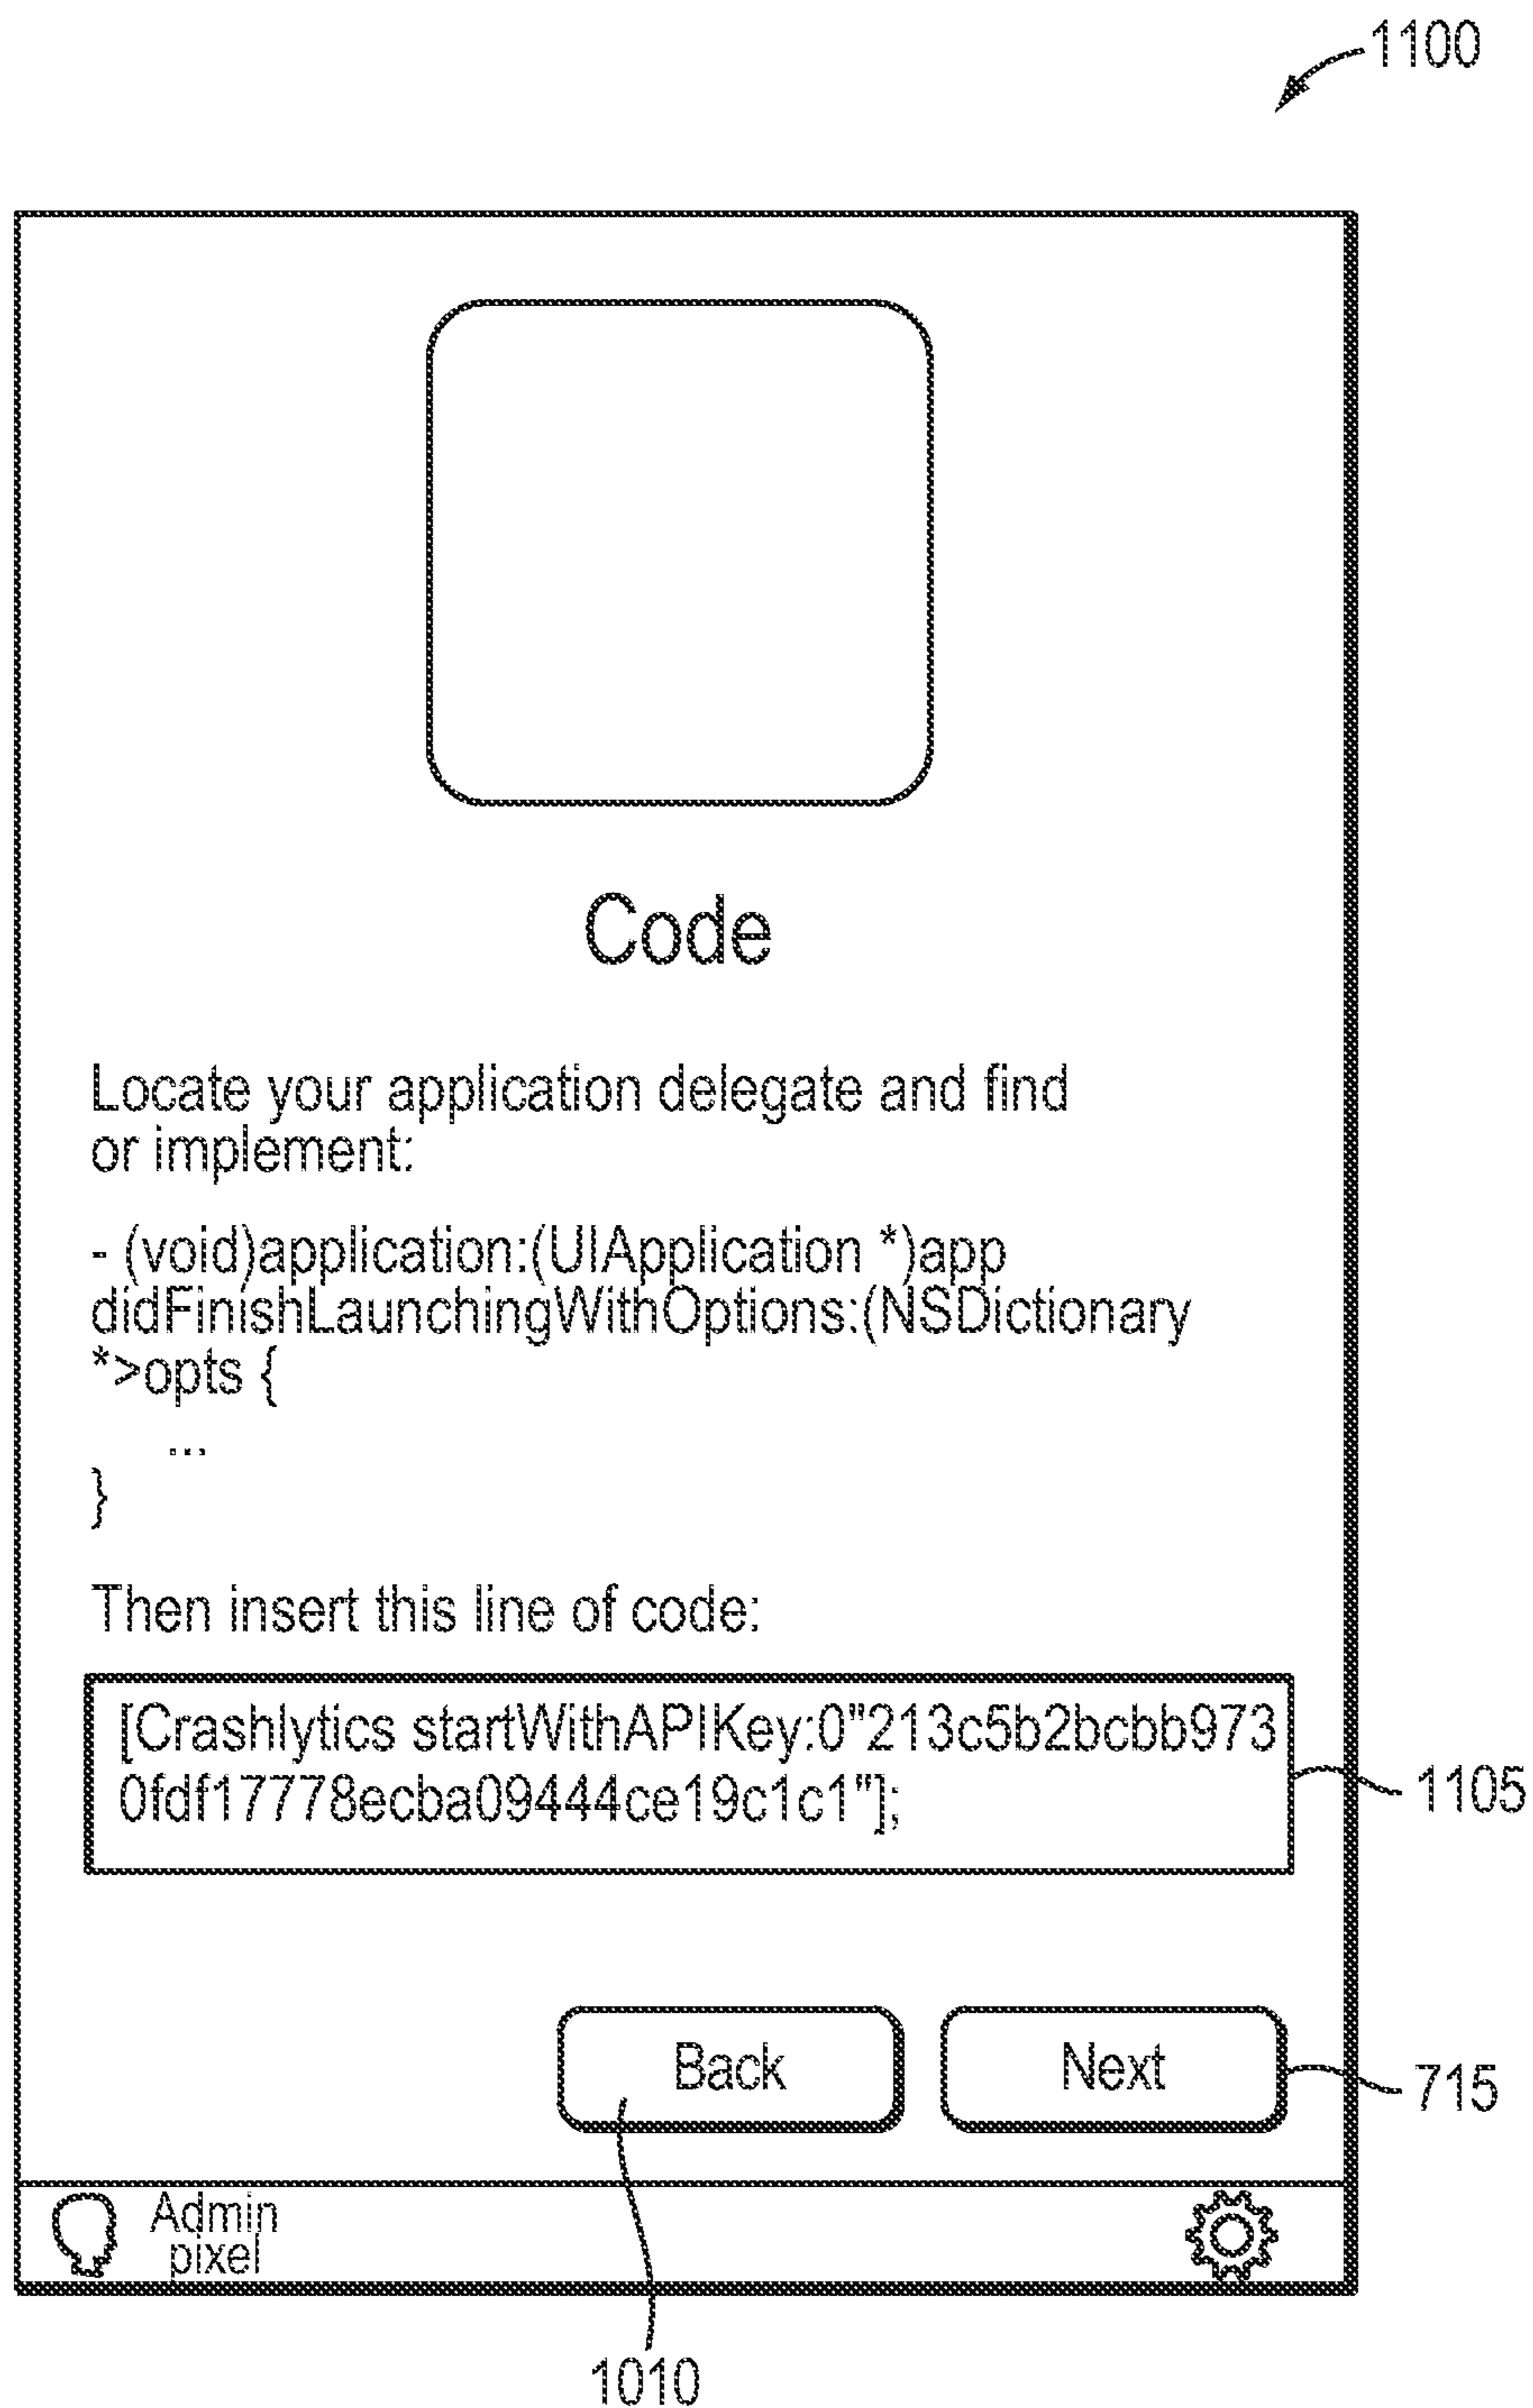 1100
Code
Locate your application delegate and find
or implement:
- (void)application:(UIApplication *)app
didFinishLaunchingWithOptions:(NSDictionary
*>opts {
...
}
Then insert this line of code:
[Crashlytics startWithAPIKey:0"213c5b2bcbb973
0fdf17778ecba09444ce19c1c1"];
1105
Back
Next
715
Admin
pixel
1010